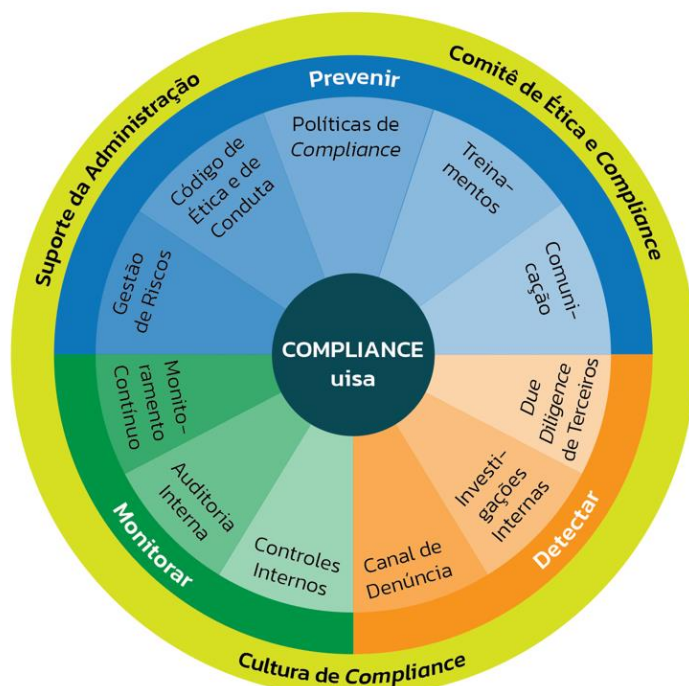 Suporte da Administração
Comitê de Ética e Compliance
Prevenir
Gestão
de Riscos
Código de
Ética e de
Conduta
Políticas de
Compliance
Treina-
mentos
Comuni-
cação
COMPLIANCE
uisa
Due
Diligence
de Terceiros
Investi-
gações
Internas
Canal de
Denúncia
Detectar
Controles
Internos
Auditoria
Interna
Monito-
ramento
Contínuo
Monitorar
Cultura de Compliance